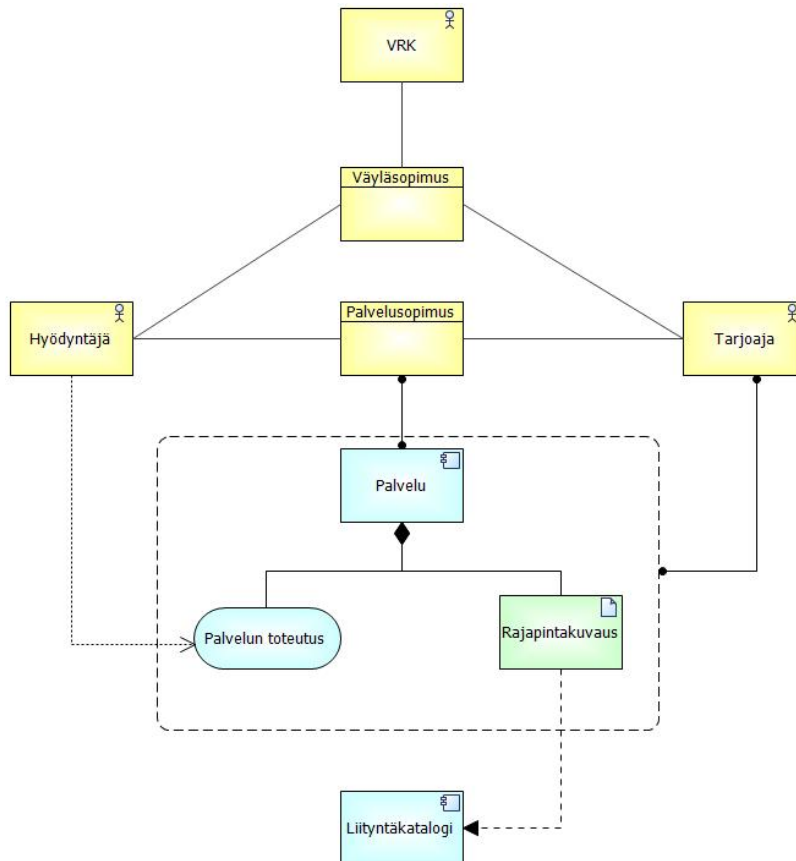 VRK
Väyläsopimus
Hyödyntäjä
Palvelusopimus
Tarjoaja
Palvelu
Palvelun toteutus
Rajapintakuvaus
Liityntäkatalogi